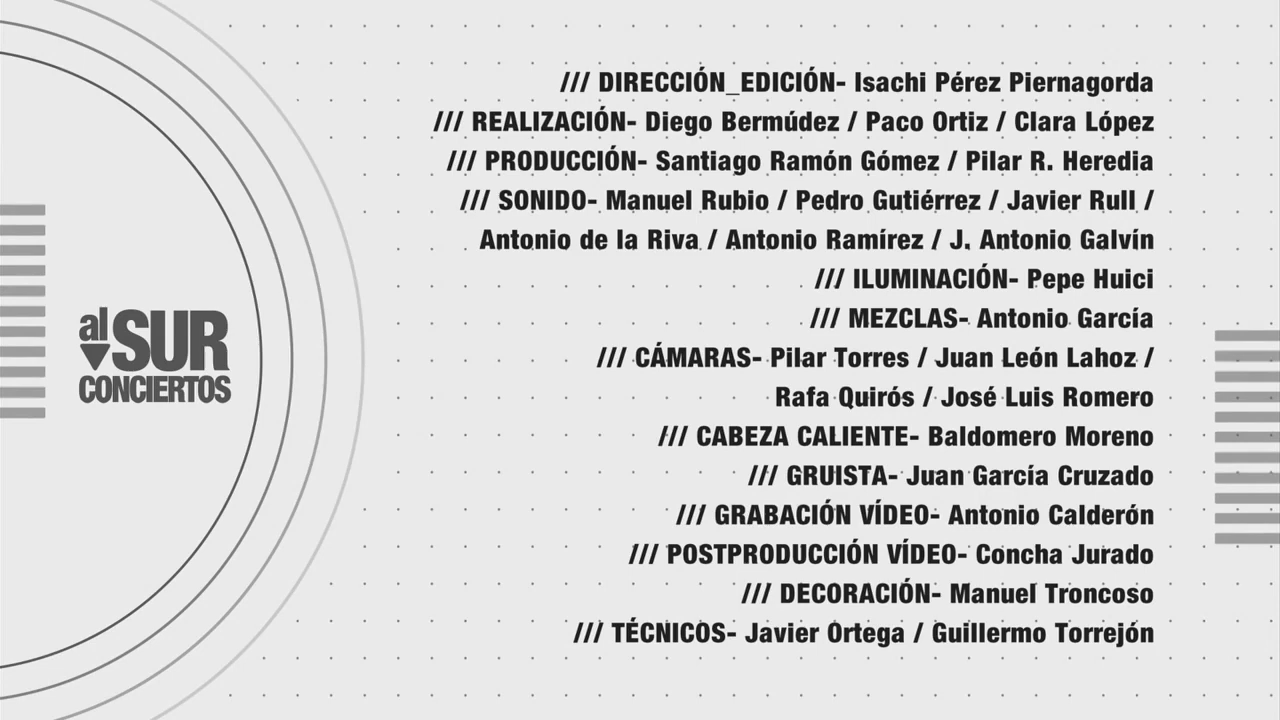 al SUR
CONCIERTOS
/// DIRECCIÓN_EDICIÓN- Isachi Pérez Piernagorda
/// REALIZACIÓN- Diego Bermúdez / Paco Ortiz / Clara López
/// PRODUCCIÓN- Santiago Ramón Gómez / Pilar R. Heredia
/// SONIDO- Manuel Rubio / Pedro Gutiérrez / Javier Rull /
Antonio de la Riva / Antonio Ramírez / J. Antonio Galvín
/// ILUMINACIÓN- Pepe Huici
/// MEZCLAS- Antonio García
/// CÁMARAS- Pilar Torres / Juan León Lahoz /
Rafa Quirós / José Luis Romero
/// CABEZA CALIENTE- Baldomero Moreno
/// GRUISTA- Juan García Cruzado
/// GRABACIÓN VÍDEO- Antonio Calderón
/// POSTPRODUCCIÓN VÍDEO- Concha Jurado
/// DECORACIÓN- Manuel Troncoso
/// TÉCNICOS- Javier Ortega / Guillermo Torrejón